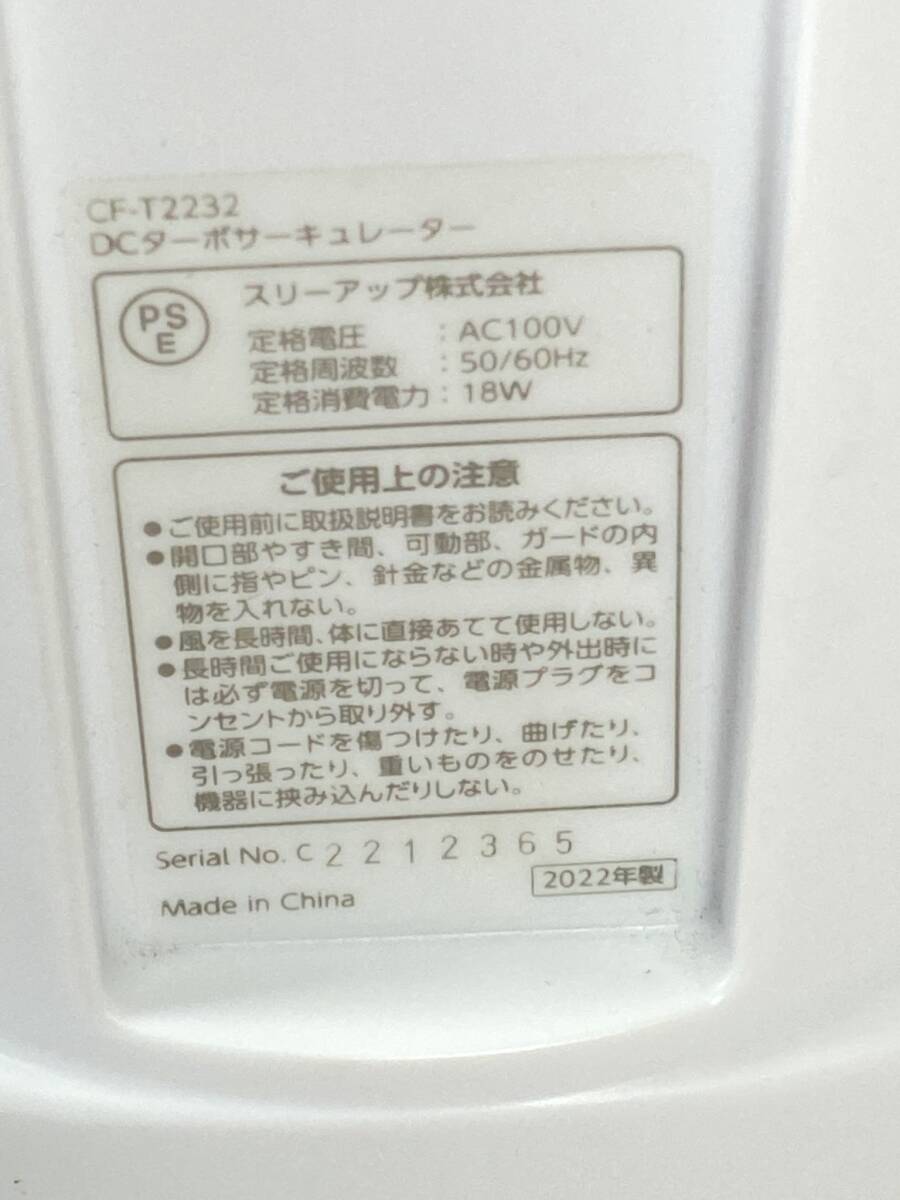 CF-T2232
DCターボサーキュレーター
PS
E
スリーアップ株式会社
定格電圧 : AC100V
定格周波数 : 50/60Hz
定格消費電力 : 18W
ご使用上の注意
●ご使用前に取扱説明書をお読みください。
●開口部やすき間、可動部、ガードの内
側に指やピン、針金などの金属物、異
物を入れない。
●風を長時間、体に直接あてて使用しない。
●長時間ご使用にならない時や外出時に
は必ず電源を切って、電源プラグをコ
ンセントから取り外す。
●電源コードを傷つけたり、曲げたり、
引っ張ったり、重いものをのせたり、
機器に挟み込んだりしない。
Serial No. C 2 2 1 2 3 6 5
2022年製
Made in China